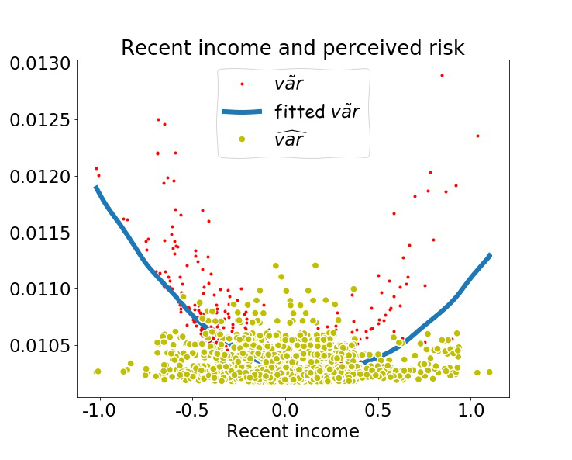 Recent income and perceived risk
vãr
fitted vãr
v͡ar
0.0130
0.0125
0.0120
0.0115
0.0110
0.0105
-1.0 -0.5 0.0 0.5 1.0
Recent income